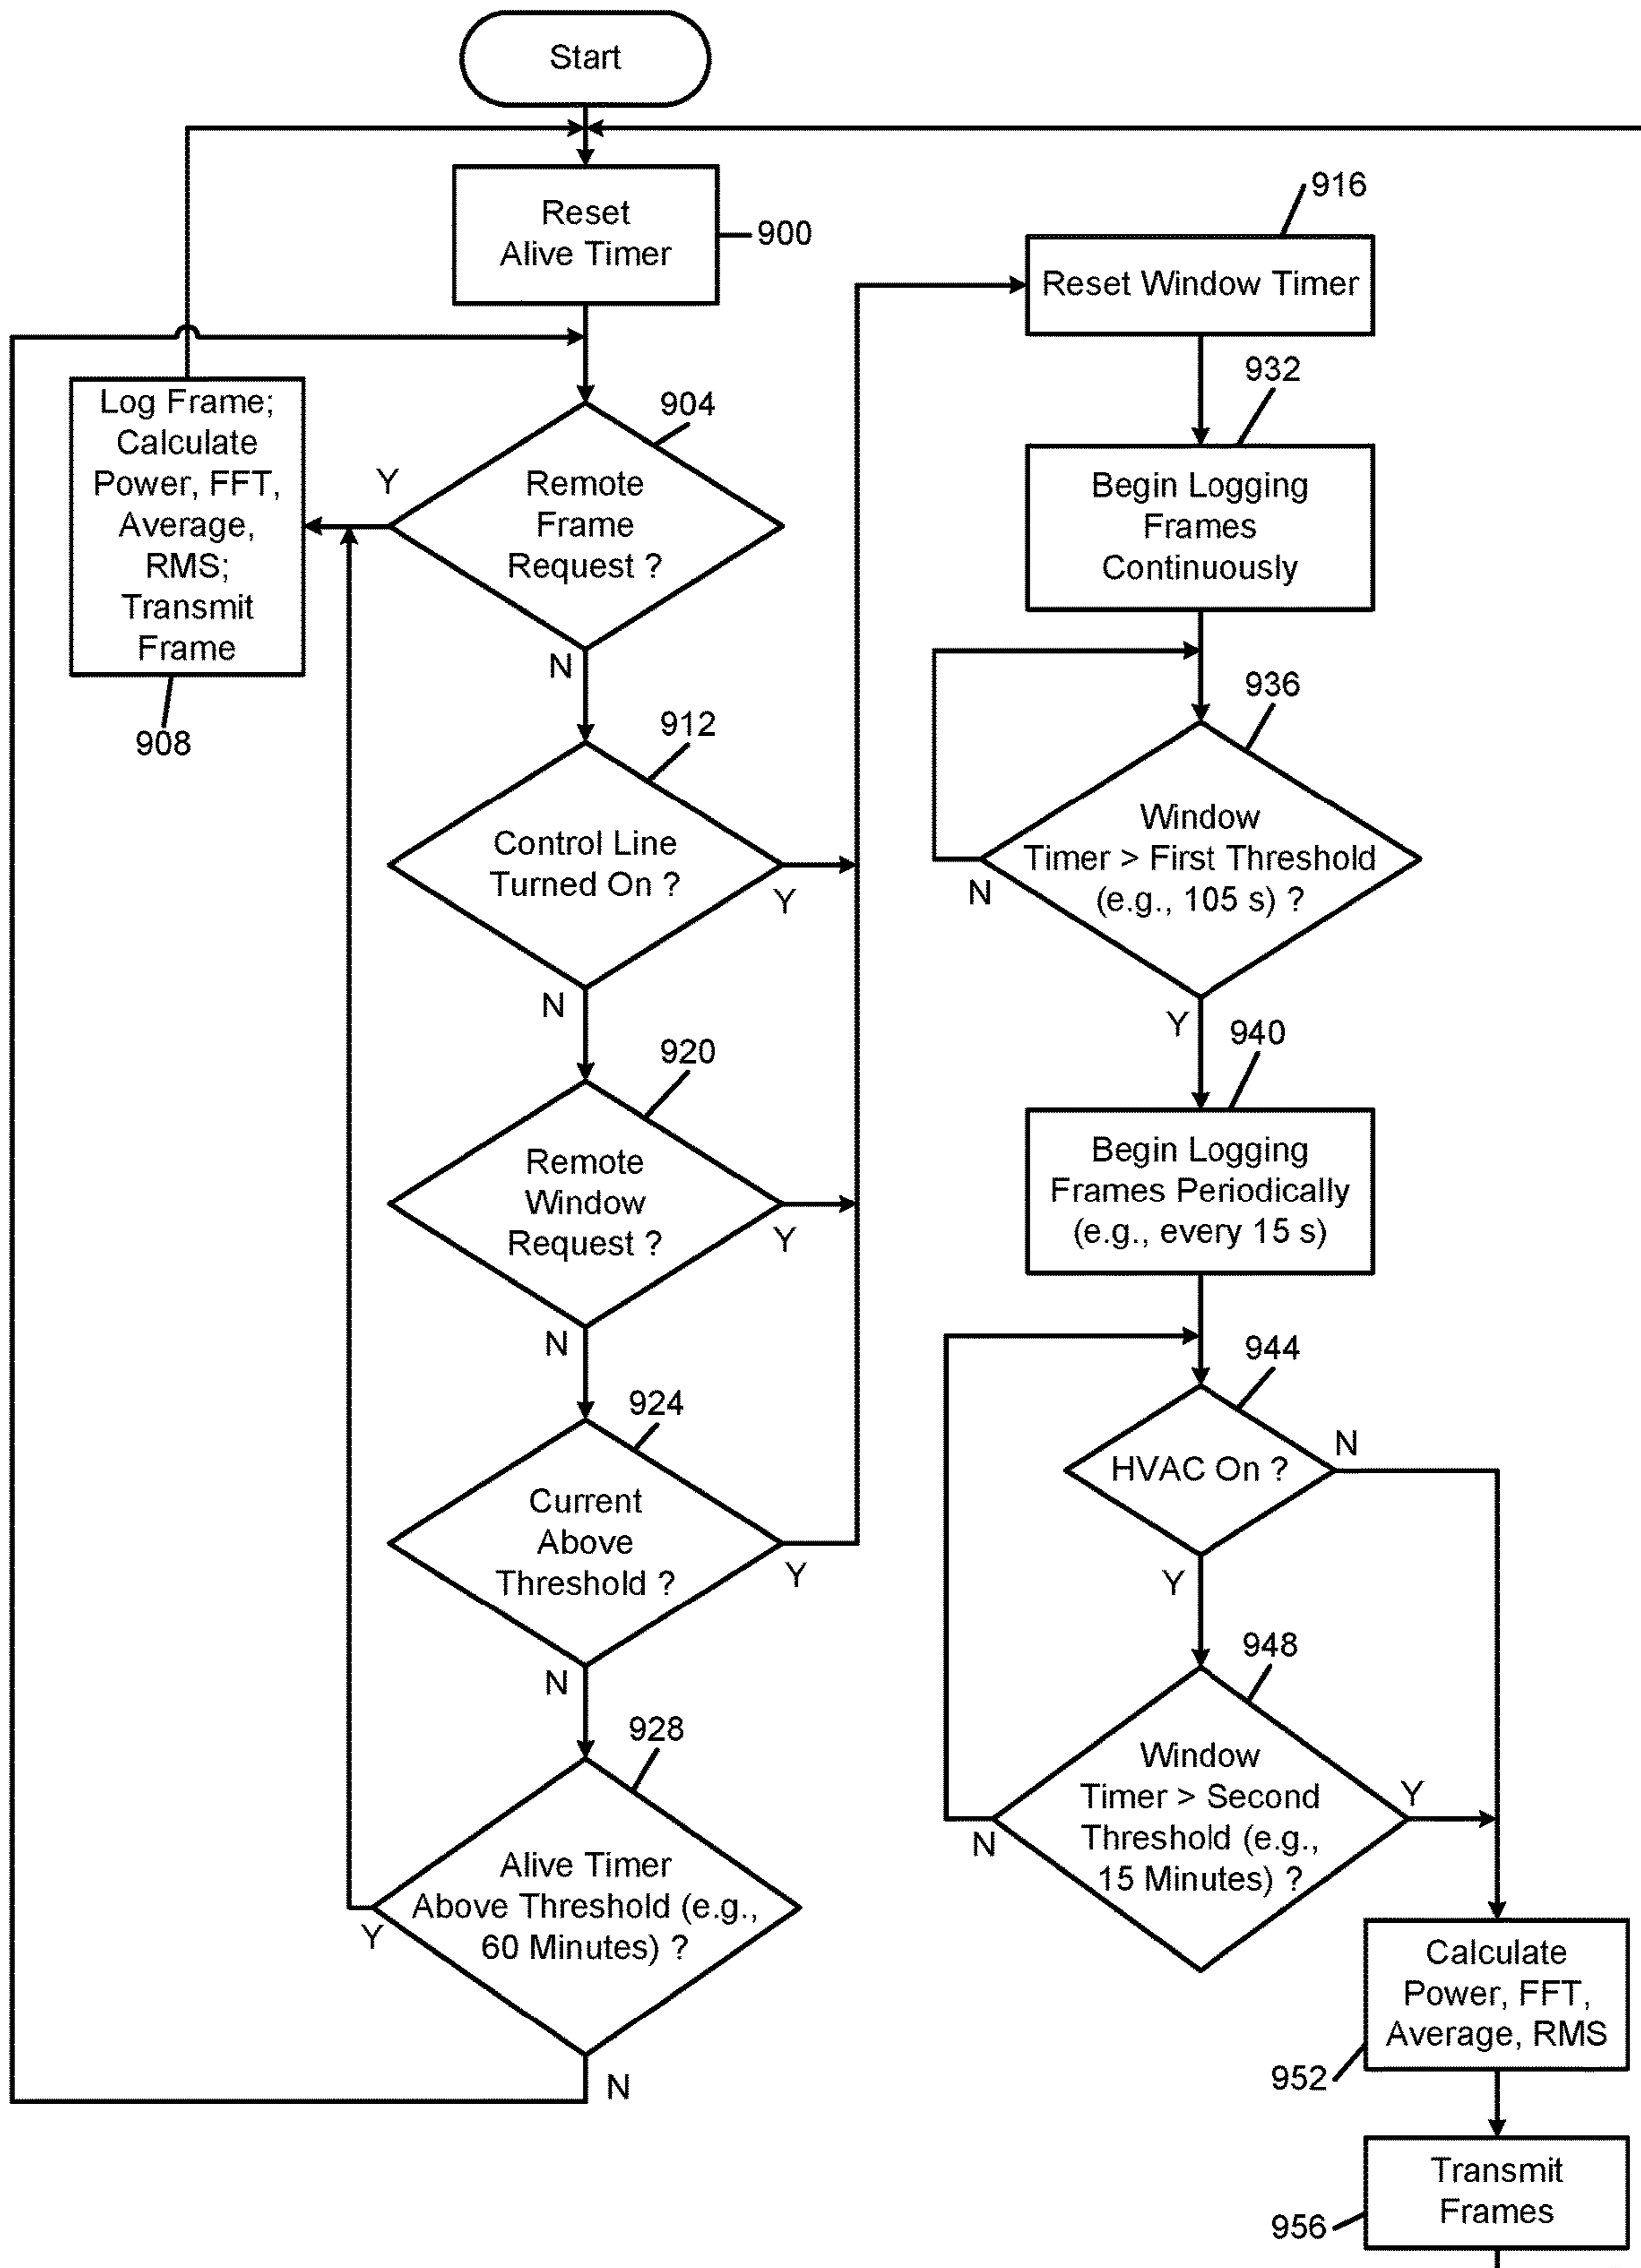 Start
Reset
Alive Timer
900
Log Frame;
Calculate
Power, FFT,
Average,
RMS;
Transmit
Frame
908
904
Y
Remote
Frame
Request ?
N
912
Control Line
Turned On ?
Y
N
920
Remote
Window
Request ?
Y
N
924
Current
Above
Threshold ?
Y
N
928
Alive Timer
Above Threshold (e.g.,
60 Minutes) ?
Y
N
916
Reset Window Timer
932
Begin Logging
Frames
Continuously
936
Window
Timer > First Threshold
(e.g., 105 s) ?
N
Y
940
Begin Logging
Frames Periodically
(e.g., every 15 s)
944
HVAC On ?
N
Y
948
Window
Timer > Second
Threshold (e.g.,
15 Minutes) ?
Y
N
Calculate
Power, FFT,
Average, RMS
952
Transmit
Frames
956